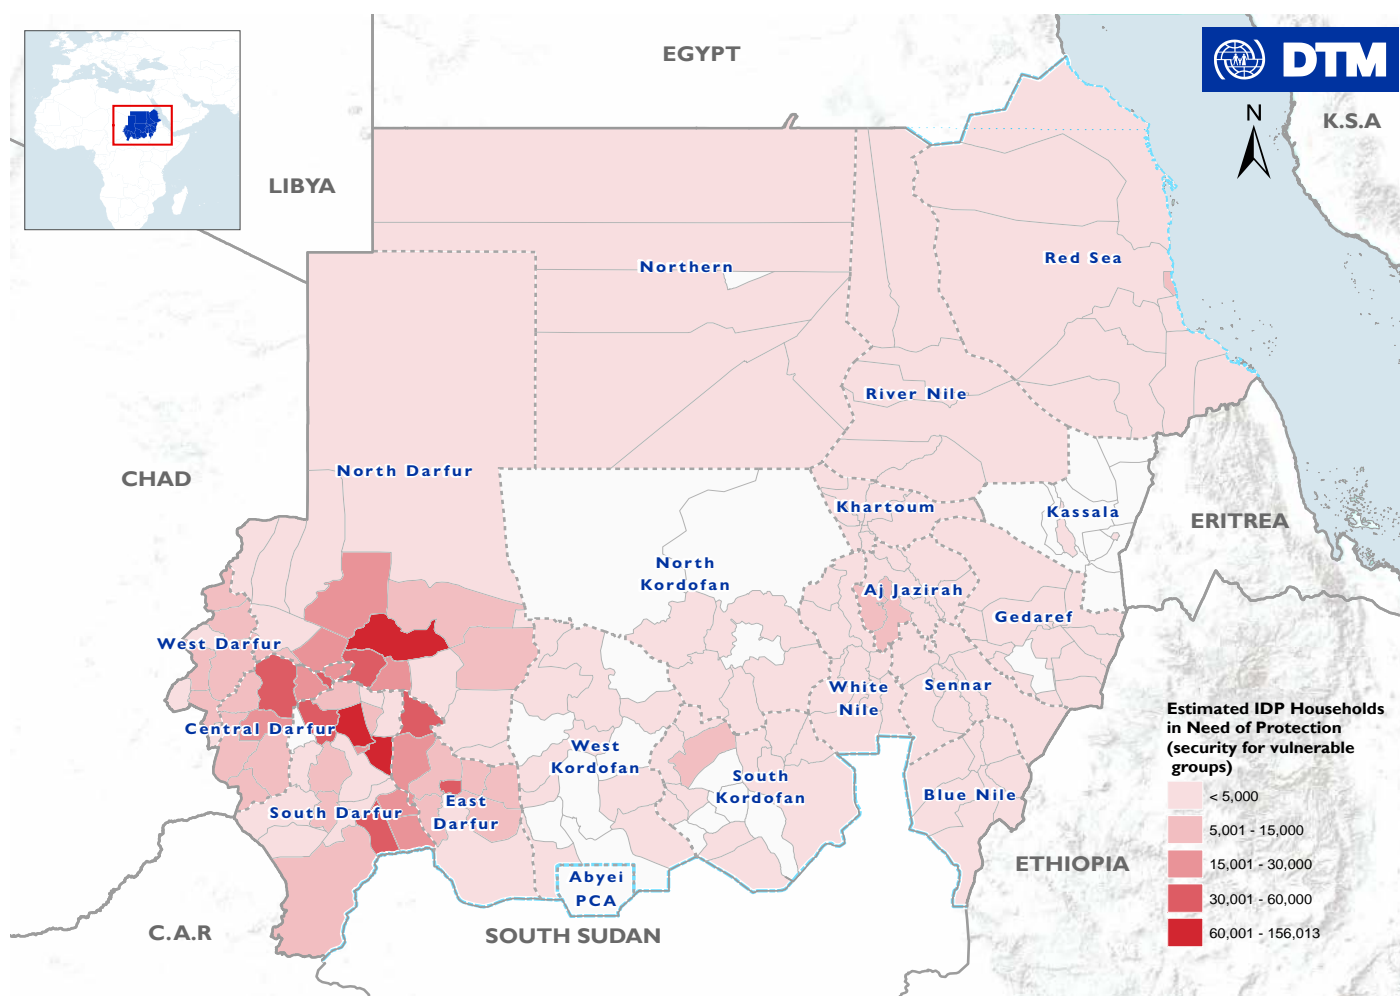 EGYPT
DTM
N
K.S.A
LIBYA
Red Sea
Northern
River Nile
North Darfur
CHAD
Khartoum
Kassala
ERITREA
North
Kordofan
Aj Jazirah
Gedaref
West Darfur
White
Nile
Sennar
Central Darfur
West
Kordofan
South
Kordofan
Blue Nile
South Darfur
East
Darfur
Abyei
PCA
ETHIOPIA
C.A.R
SOUTH SUDAN
Estimated IDP Households
in Need of Protection
(security for vulnerable
groups)
< 5,000
5,001 - 15,000
15,001 - 30,000
30,001 - 60,000
60,001 - 156,013